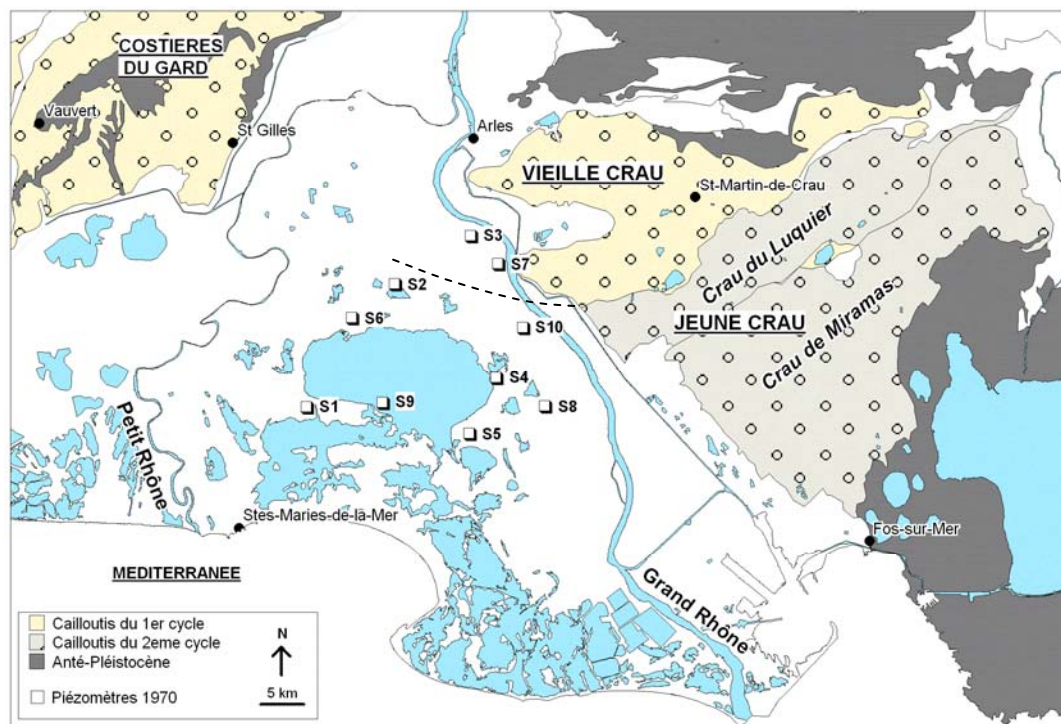 COSTIERES
DU GARD
Vauvert
St Gilles
Arles
VIEILLE CRAU
St-Martin-de-Crau
S3
S7
S2
S6
S10
Crau du Luquier
JEUNE CRAU
Crau de Miramas
S4
S1
S9
S8
S5
Petit Rhône
Stes-Maries-de-la-Mer
Fos-sur-Mer
MEDITERRANEE
Grand Rhône
Cailloutis du 1er cycle
Cailloutis du 2eme cycle
Anté-Pléistocène
Piézomètres 1970
N
5 km